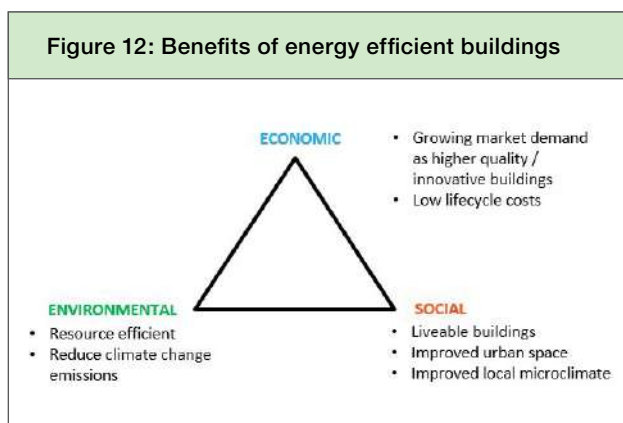 Figure 12: Benefits of energy efficient buildings
ECONOMIC
• Growing market demand
as higher quality /
innovative buildings
• Low lifecycle costs
ENVIRONMENTAL
• Resource efficient
• Reduce climate change
emissions
SOCIAL
• Liveable buildings
• Improved urban space
• Improved local microclimate